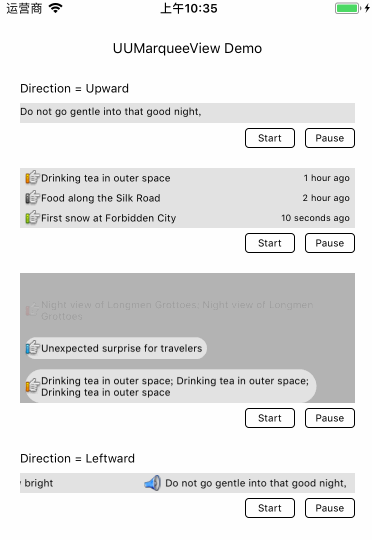 运营商 上午10:35
UUMarqueeView Demo
Direction = Upward
Do not go gentle into that good night,
Start Pause
Drinking tea in outer space 1 hour ago
Food along the Silk Road 2 hour ago
First snow at Forbidden City 10 seconds ago
Start Pause
Night view of Longmen Grottoes; Night view of Longmen
Grottoes
Unexpected surprise for travelers
Drinking tea in outer space; Drinking tea in outer space;
Drinking tea in outer space
Start Pause
Direction = Leftward
bright Do not go gentle into that good night,
Start Pause